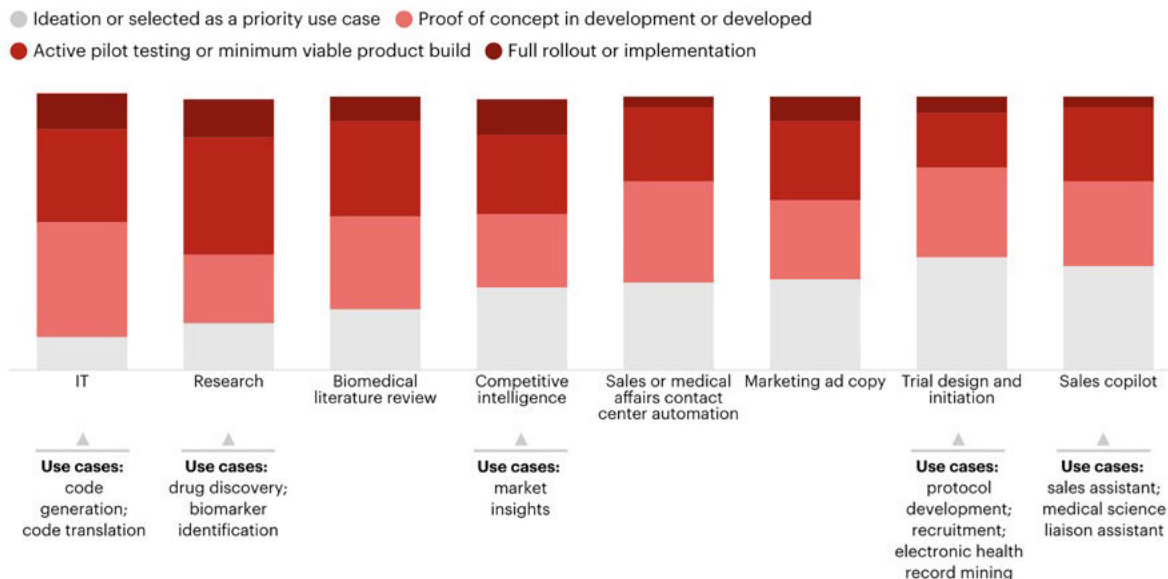 Ideation or selected as a priority use case Proof of concept in development or developed
Active pilot testing or minimum viable product build Full rollout or implementation
IT
Research
Biomedical
literature review
Competitive
intelligence
Sales or medical
affairs contact
center automation
Marketing ad copy
Trial design and
initiation
Sales copilot
Use cases:
code
generation;
code translation
Use cases:
drug discovery;
biomarker
identification
Use cases:
market
insights
Use cases:
protocol
development;
recruitment;
electronic health
record mining
Use cases:
sales assistant;
medical science
liaison assistant